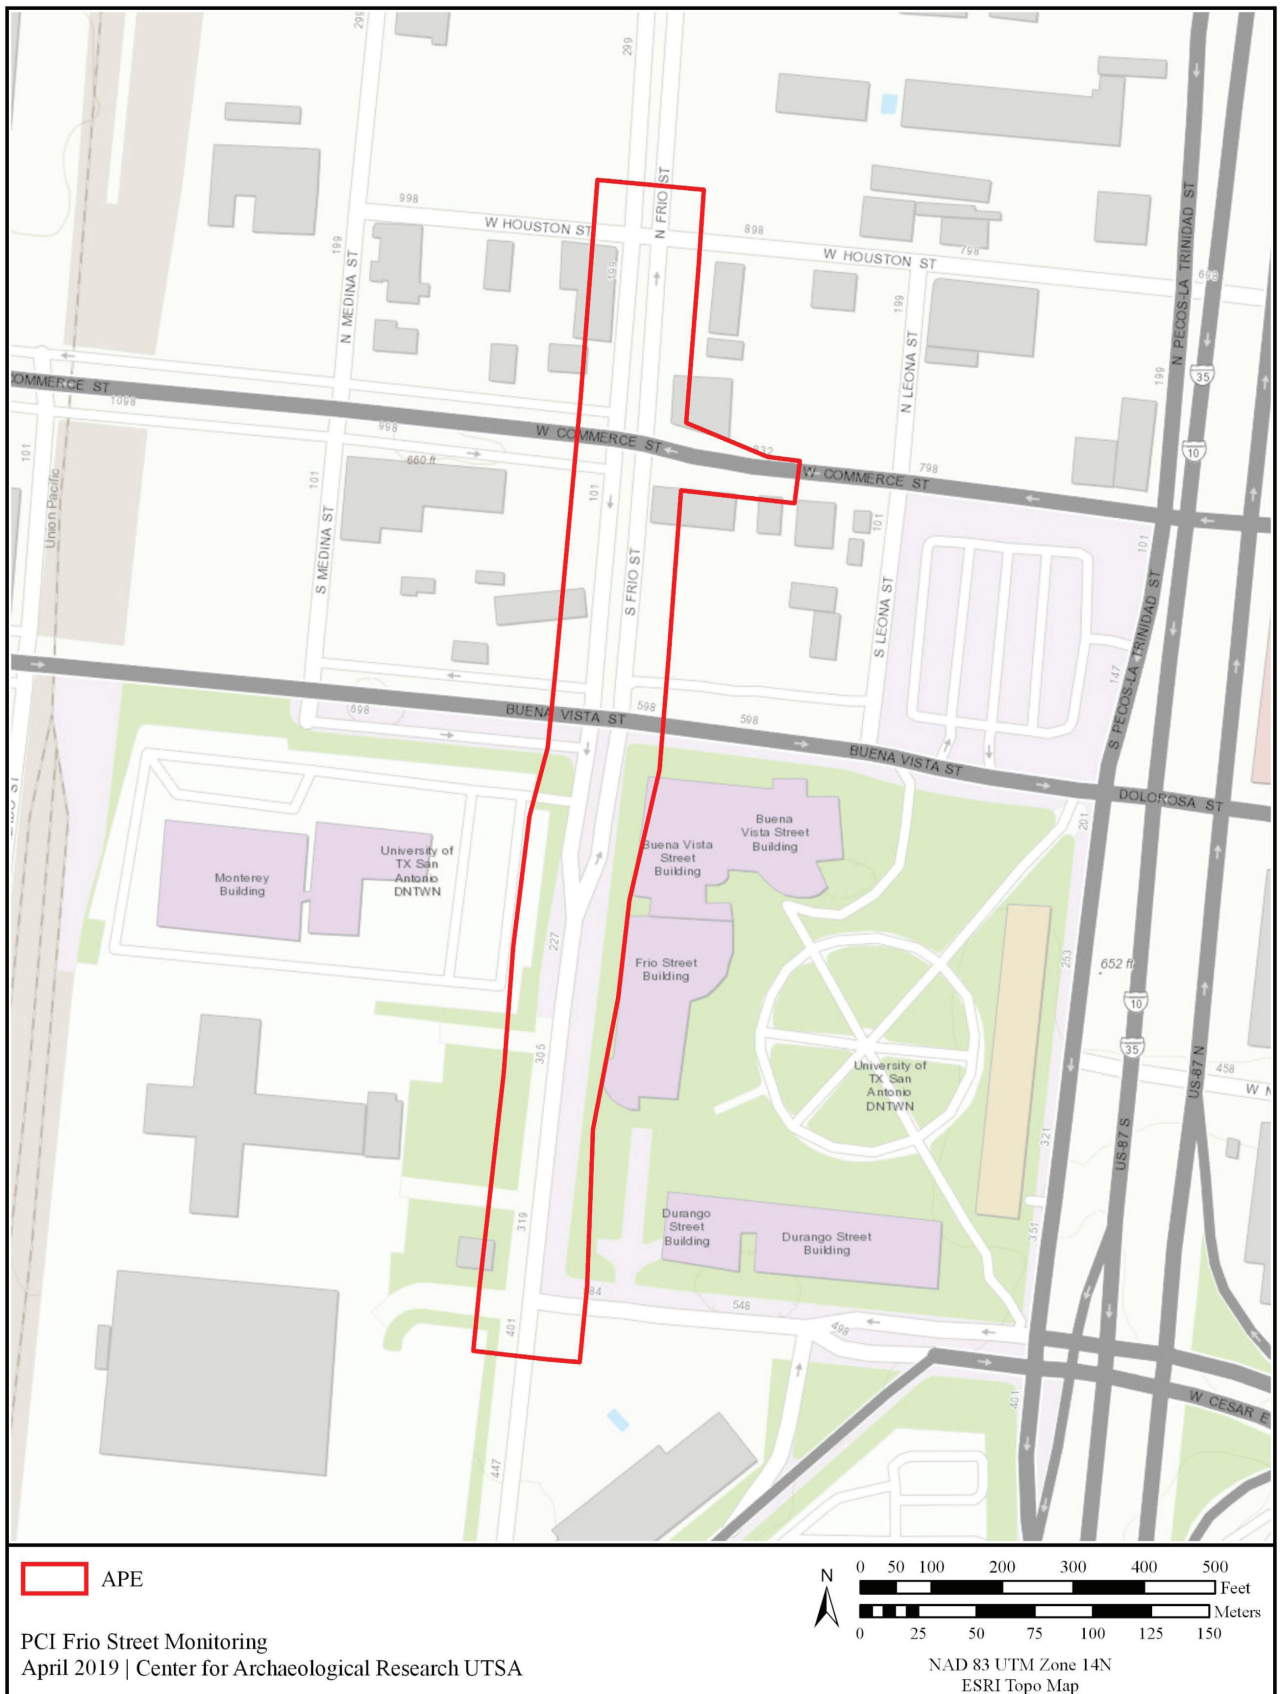 299
299
N FRIO ST
998
W HOUSTON ST
898
W HOUSTON ST
798
698
N PECOS-LA TRINIDAD ST
199
N MEDINA ST
199
199
N LEONA ST
199
35
COMMERCE ST
1098
998
W COMMERCE ST
832
W COMMERCE ST
798
10
660 ft
101
101
101
101
101
Union Pacific
S MEDINA ST
S FRIO ST
S LEONA ST
S PECOS-LA TRINIDAD ST
147
698
BUENA VISTA ST
598
598
BUENA VISTA ST
DOLOROSA ST
201
Buena
Vista Street
Building
Buena Vista
Street
Building
University of
TX San
Antonio
DNTWN
Monterey
Building
227
Frio Street
Building
253
652 ft
10
35
305
University of
TX San
Antonio
DNTWN
458
W N
US-87 N
US-87 S
321
319
Durango
Street
Building
Durango Street
Building
351
584
548
498
401
401
W CESAR E
447
APE
PCI Frio Street Monitoring
April 2019 | Center for Archaeological Research UTSA
N
0 50 100 200 300 400 500
Feet
Meters
0 25 50 75 100 125 150
NAD 83 UTM Zone 14N
ESRI Topo Map